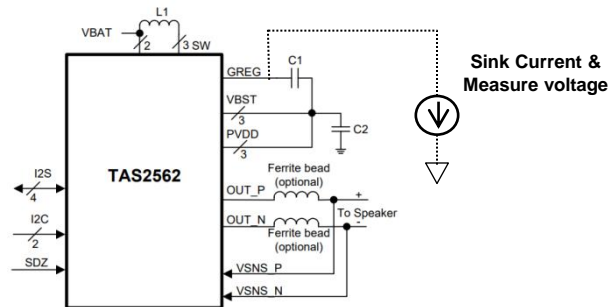 L1
VBAT
2
3 SW
GREG
C1
VBST
3
PVDD
3
C2
Sink Current &
Measure voltage
TAS2562
Ferrite bead
(optional)
I2S
4
OUT_P
+
To Speaker
I2C
2
OUT_N
-
Ferrite bead
(optional)
SDZ
VSNS_P
VSNS_N